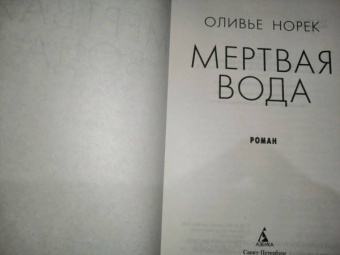 ОЛИВЬЕ НОРЕК
МЕРТВАЯ
ВОДА
РОМАН
АЗБУКА
Санкт-Петербург